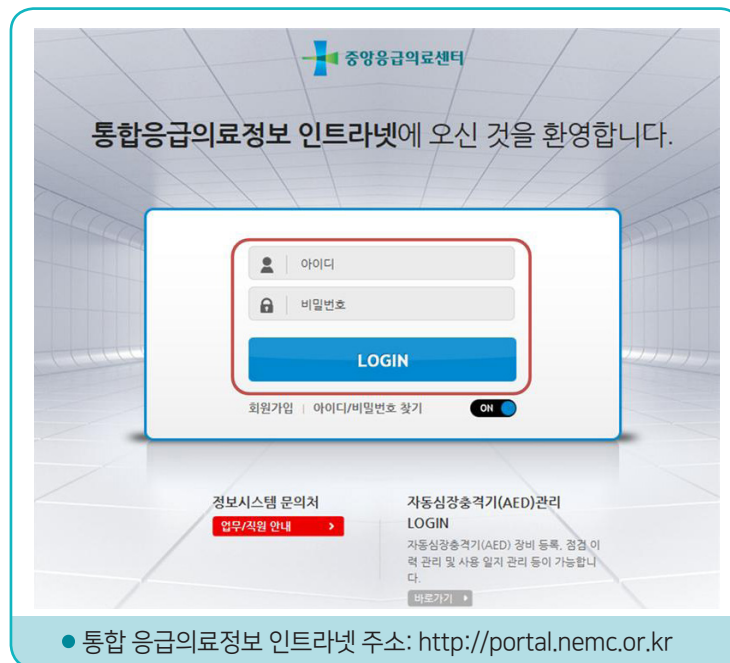 중앙응급의료센터
통합응급의료정보 인트라넷에 오신 것을 환영합니다.
아이디
비밀번호
LOGIN
회원가입 | 아이디/비밀번호 찾기 ON
정보시스템 문의처
업무/직원 안내 >
자동심장충격기(AED)관리
LOGIN
자동심장충격기(AED) 장비 등록, 점검 이
력 관리 및 사용 일지 관리 등이 가능합니
다.
바로가기
● 통합 응급의료정보 인트라넷 주소: http://portal.nemc.or.kr